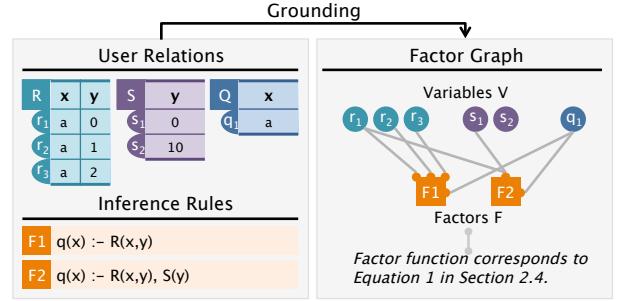 Grounding
User Relations
R x y
r1 a 0
r2 a 1
r3 a 2
S y
s1 0
s2 10
Q x
q1 a
Inference Rules
F1 q(x) :- R(x,y)
F2 q(x) :- R(x,y), S(y)
Factor Graph
Variables V
r1 r2 r3 s1 s2 q1
F1 F2
Factors F
Factor function corresponds to
Equation 1 in Section 2.4.